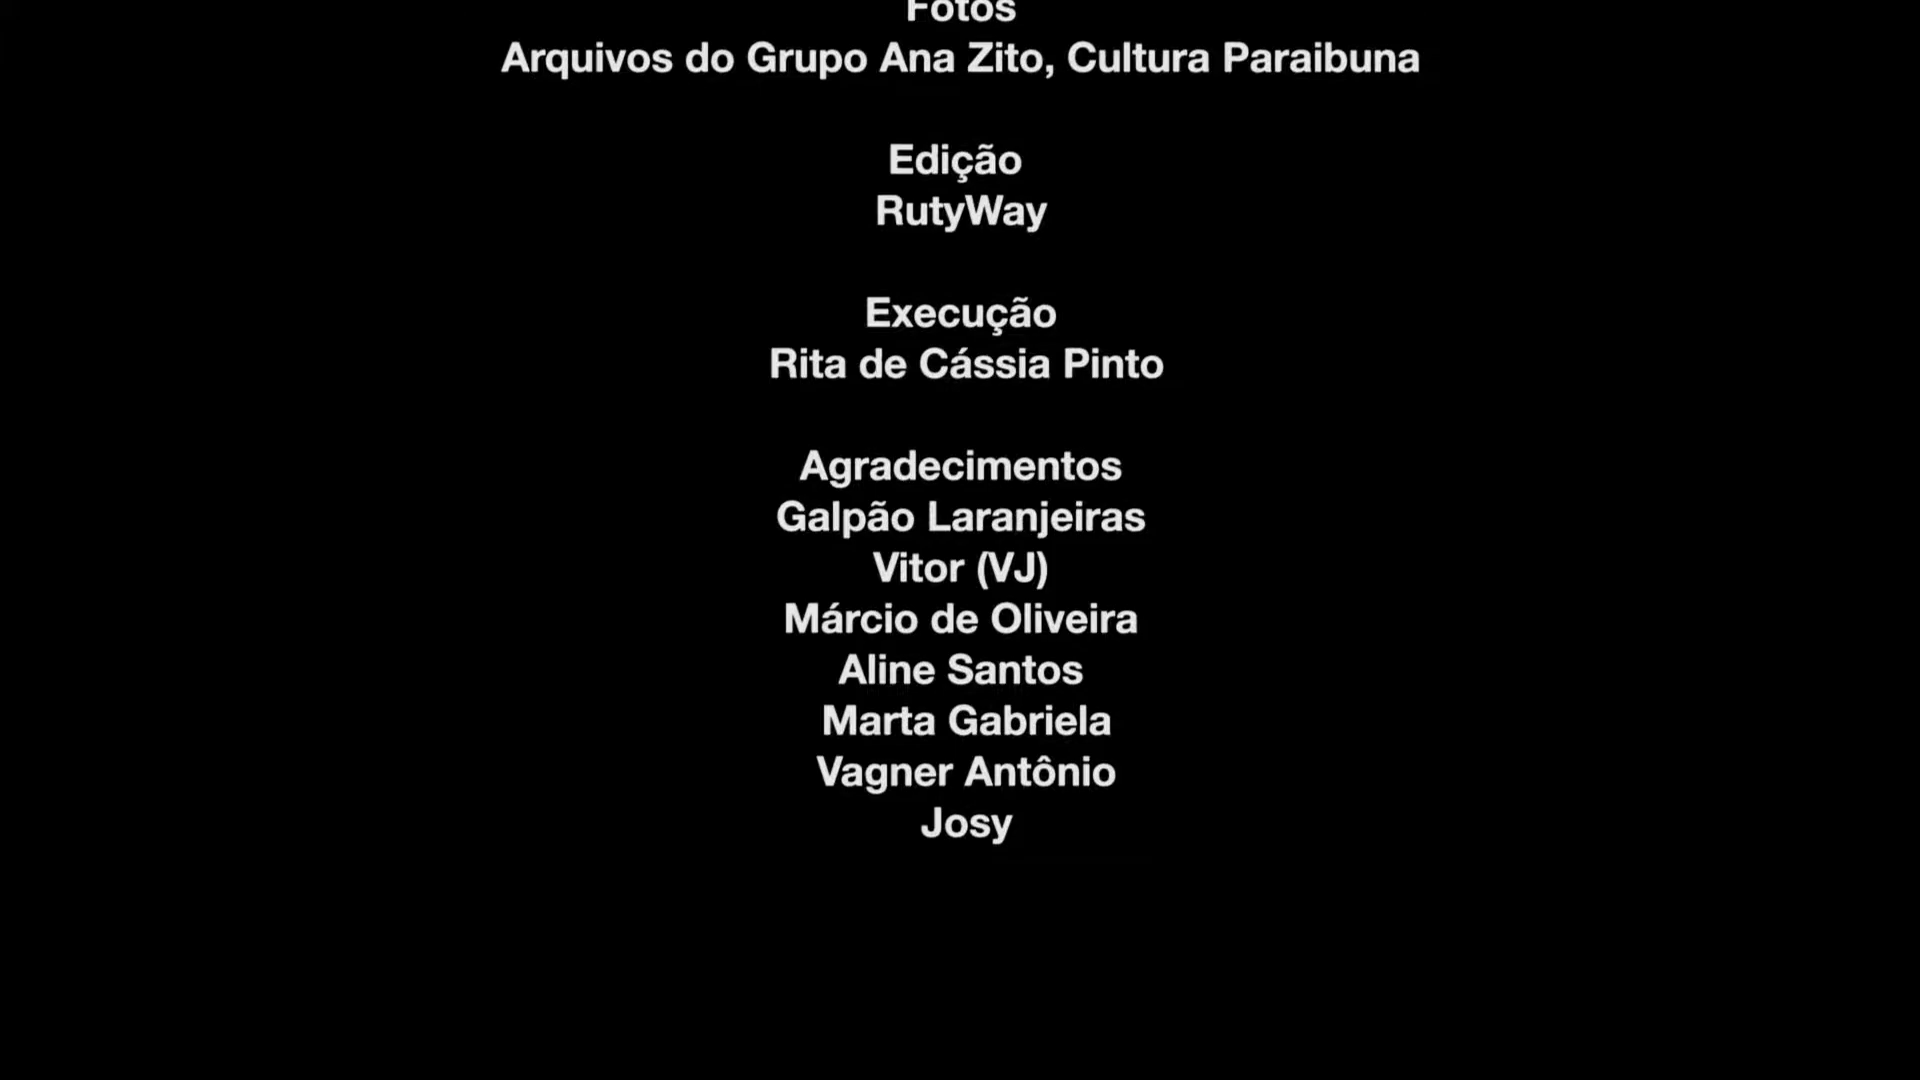 Fotos
Arquivos do Grupo Ana Zito, Cultura Paraibuna
Edição
RutyWay
Execução
Rita de Cássia Pinto
Agradecimentos
Galpão Laranjeiras
Vitor (VJ)
Márcio de Oliveira
Aline Santos
Marta Gabriela
Vagner Antônio
Josy